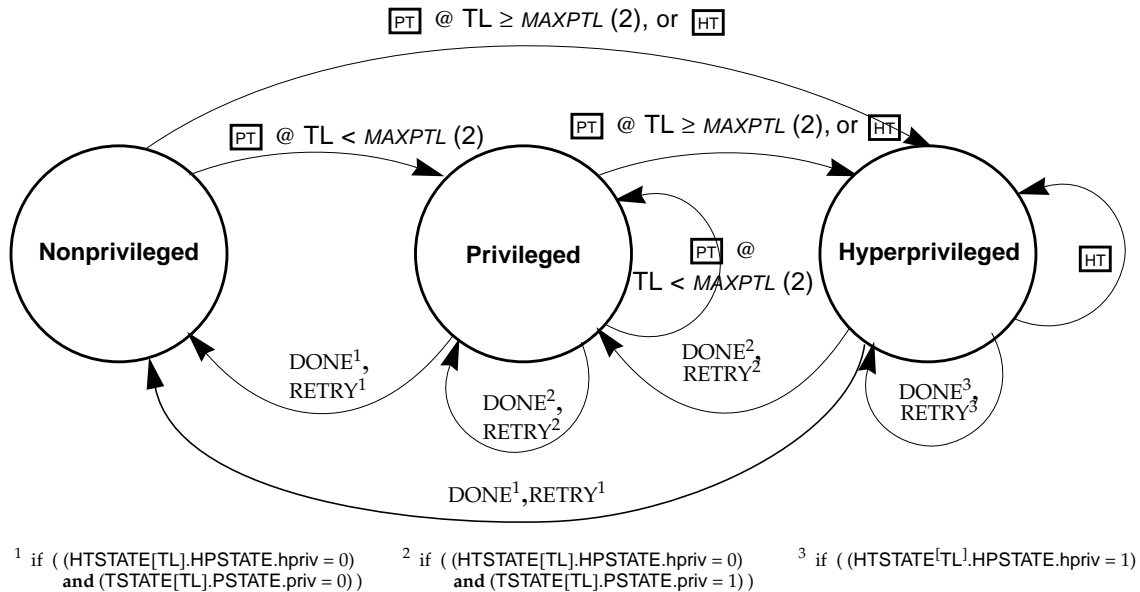 PT @ TL ≥ MAXPTL (2), or HT
PT @ TL < MAXPTL (2)
PT @ TL ≥ MAXPTL (2), or HT
Nonprivileged
Privileged
Hyperprivileged
PT @
TL < MAXPTL (2)
HT
DONE¹,
RETRY¹
DONE²,
RETRY²
DONE²,
RETRY²
DONE³,
RETRY³
DONE¹,RETRY¹
¹ if ( (HTSTATE[TL].HPSTATE.hpriv = 0)
and (TSTATE[TL].PSTATE.priv = 0) )
² if ( (HTSTATE[TL].HPSTATE.hpriv = 0)
and (TSTATE[TL].PSTATE.priv = 1) )
³ if ( (HTSTATE[TL].HPSTATE.hpriv = 1)